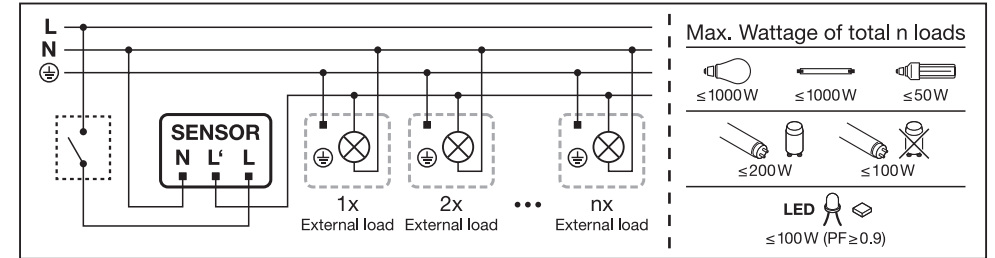 L
N
SENSOR
N L‘ L
1x
External load
2x
External load
•••
nx
External load
Max. Wattage of total n loads
≤1000W ≤1000W ≤50W
≤200W ≤100W
LED
≤100W (PF≥0.9)